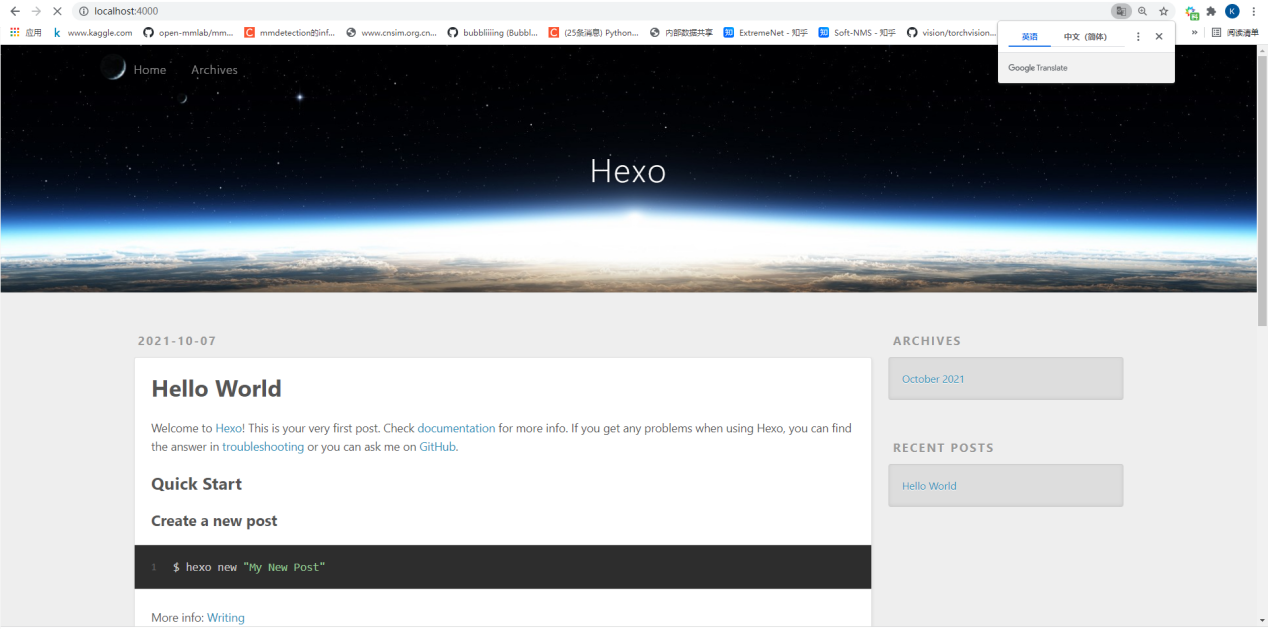 localhost:4000
应用 www.kaggle.com open-mmlab/mm... mmdetection的inf... www.cnsim.org.cn... bubbliiiing (Bubbl... (25条消息) Python... 内部数据共享 ExtremeNet - 知乎 Soft-NMS - 知乎 vision/torchvision... » 阅读清单
英语 中文（简体）
Google Translate
Home Archives
Hexo
2021-10-07
Hello World
Welcome to Hexo! This is your very first post. Check documentation for more info. If you get any problems when using Hexo, you can find
the answer in troubleshooting or you can ask me on GitHub.
Quick Start
Create a new post
1 $ hexo new "My New Post"
More info: Writing
ARCHIVES
October 2021
RECENT POSTS
Hello World